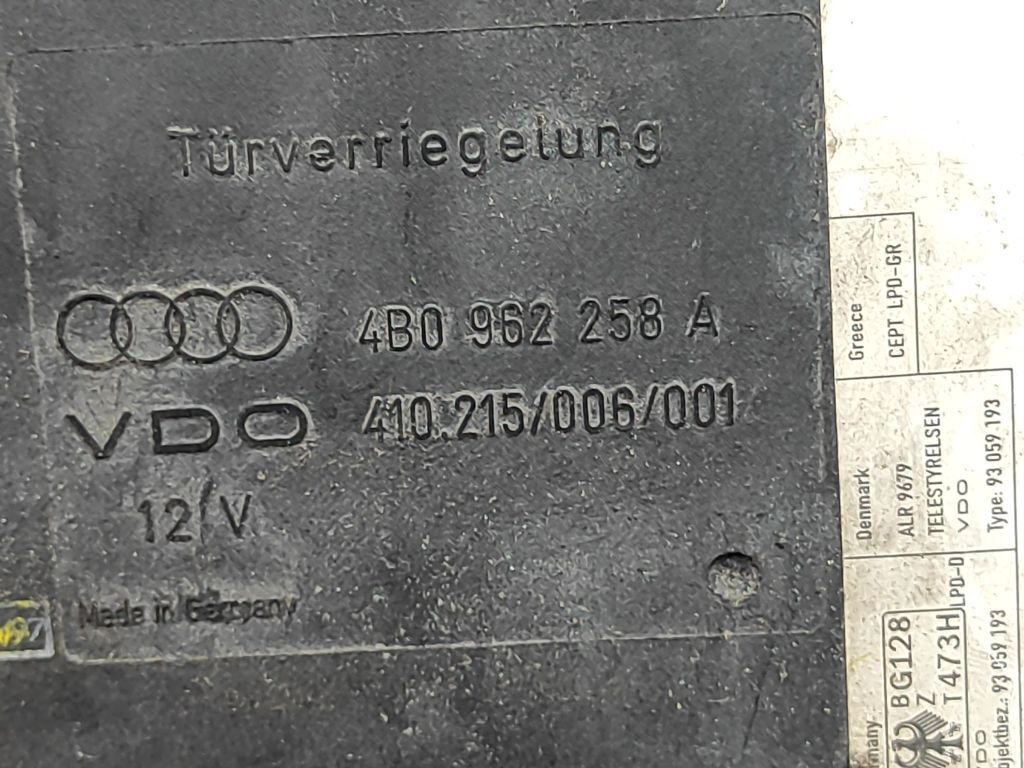 Türverriegelung
4B0 962 258 A
VDO 410.215/006/001
12/V
Made in Germany
Greece
CEPT LPD-GR
Denmark
ALR 9679
TELESTYRELSEN
VDO
Type: 93 059 193
BG128
Z
T473H
LPD-D
93 059 193